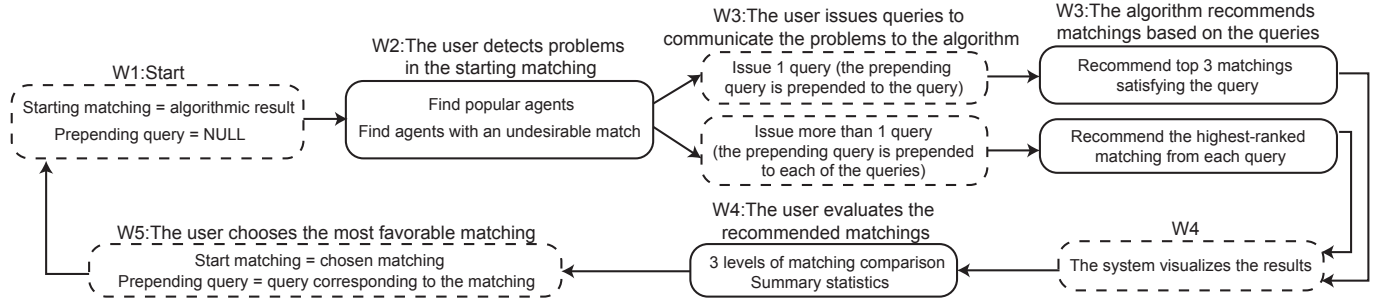 W1:Start
Starting matching = algorithmic result
Prepending query = NULL
W2:The user detects problems
in the starting matching
Find popular agents
Find agents with an undesirable match
W3:The user issues queries to
communicate the problems to the algorithm
Issue 1 query (the prepending
query is prepended to the query)
Issue more than 1 query
(the prepending query is prepended
to each of the queries)
W3:The algorithm recommends
matchings based on the queries
Recommend top 3 matchings
satisfying the query
Recommend the highest-ranked
matching from each query
W4
The system visualizes the results
W4:The user evaluates the
recommended matchings
3 levels of matching comparison
Summary statistics
W5:The user chooses the most favorable matching
Start matching = chosen matching
Prepending query = query corresponding to the matching